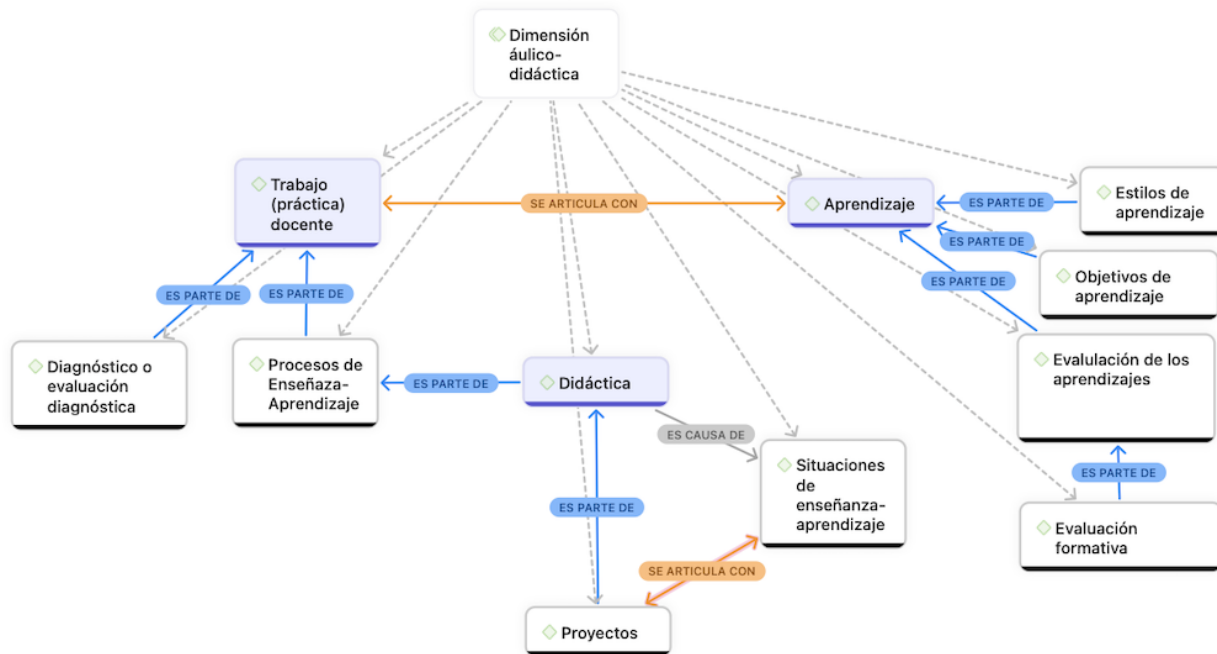 Dimensión
áulico-
didáctica
Trabajo
(práctica)
docente
SE ARTICULA CON
Aprendizaje
ES PARTE DE
Estilos de
aprendizaje
ES PARTE DE
Objetivos de
aprendizaje
ES PARTE DE
ES PARTE DE
ES PARTE DE
Diagnóstico o
evaluación
diagnóstica
Procesos de
Enseñaza-
Aprendizaje
ES PARTE DE
Didáctica
Evalulación de los
aprendizajes
ES CAUSA DE
Situaciones
de
enseñanza-
aprendizaje
ES PARTE DE
ES PARTE DE
Evaluación
formativa
SE ARTICULA CON
Proyectos